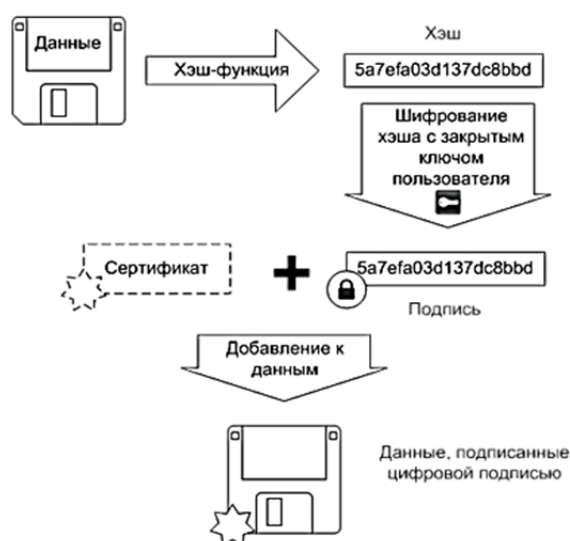 Данные
Хэш-функция
Хэш
5a7efa03d137dc8bbd
Шифрование
хэша с закрытым
ключом
пользователя
Сертификат
5a7efa03d137dc8bbd
Подпись
Добавление к
данным
Данные, подписанные
цифровой подписью